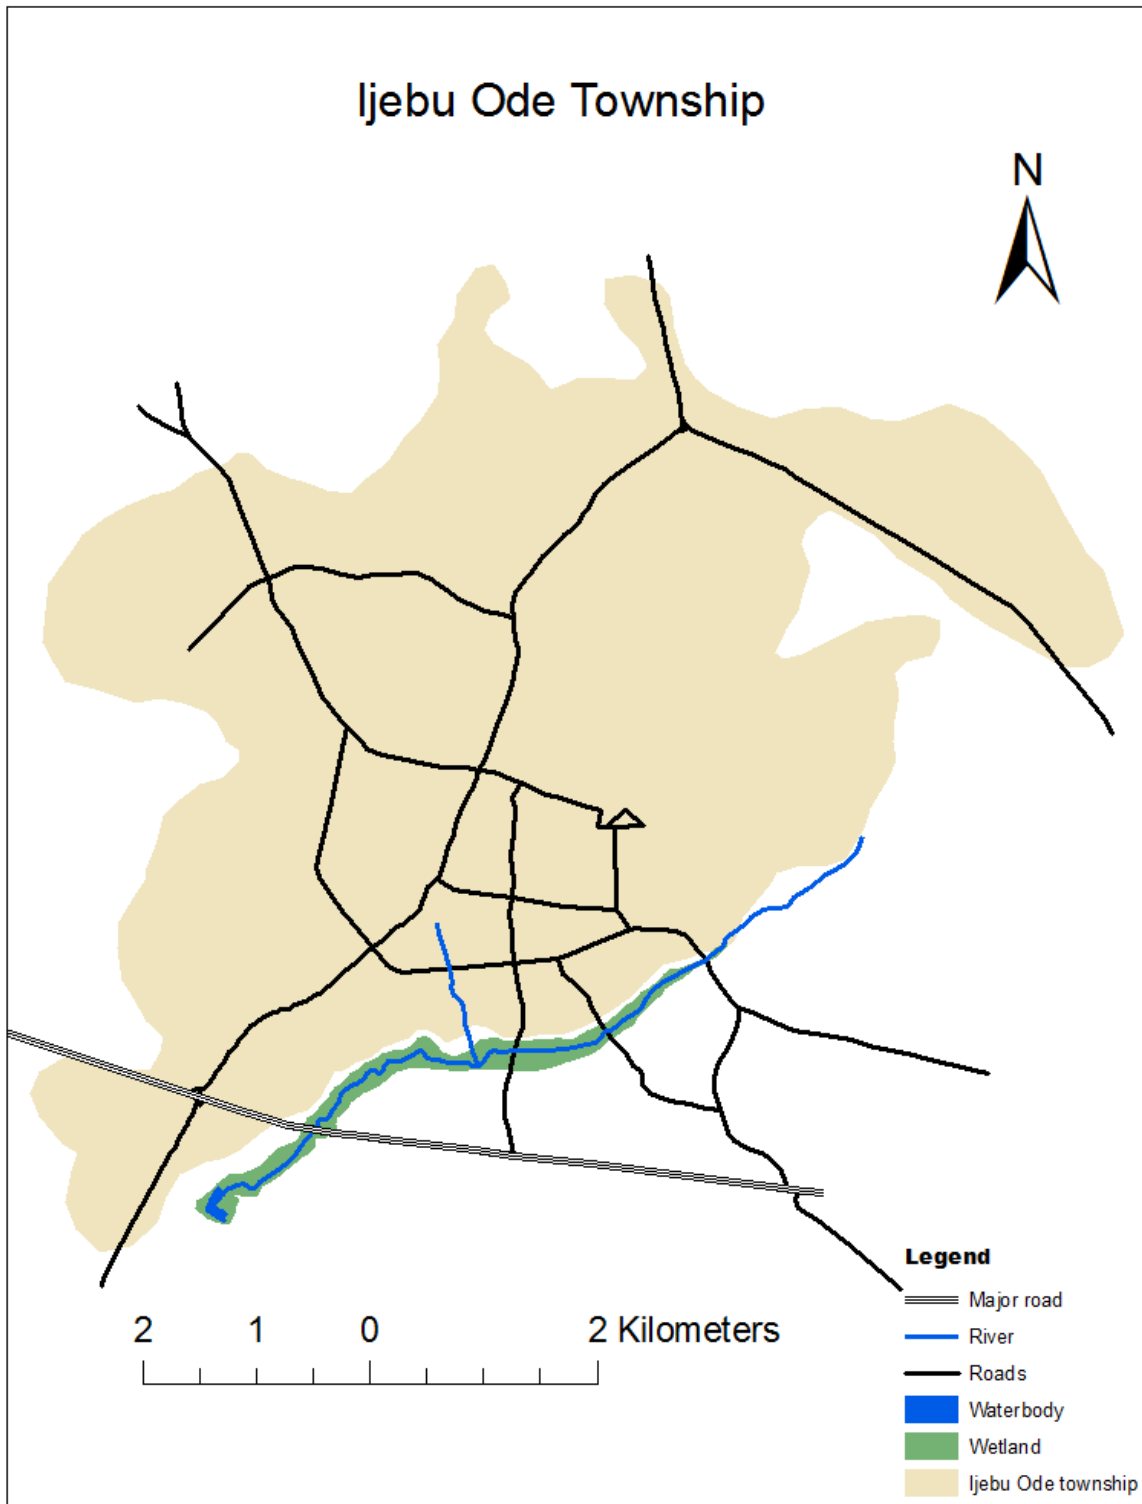 Ijebu Ode Township
N
2 1 0 2 Kilometers
Legend
Major road
River
Roads
Waterbody
Wetland
Ijebu Ode township